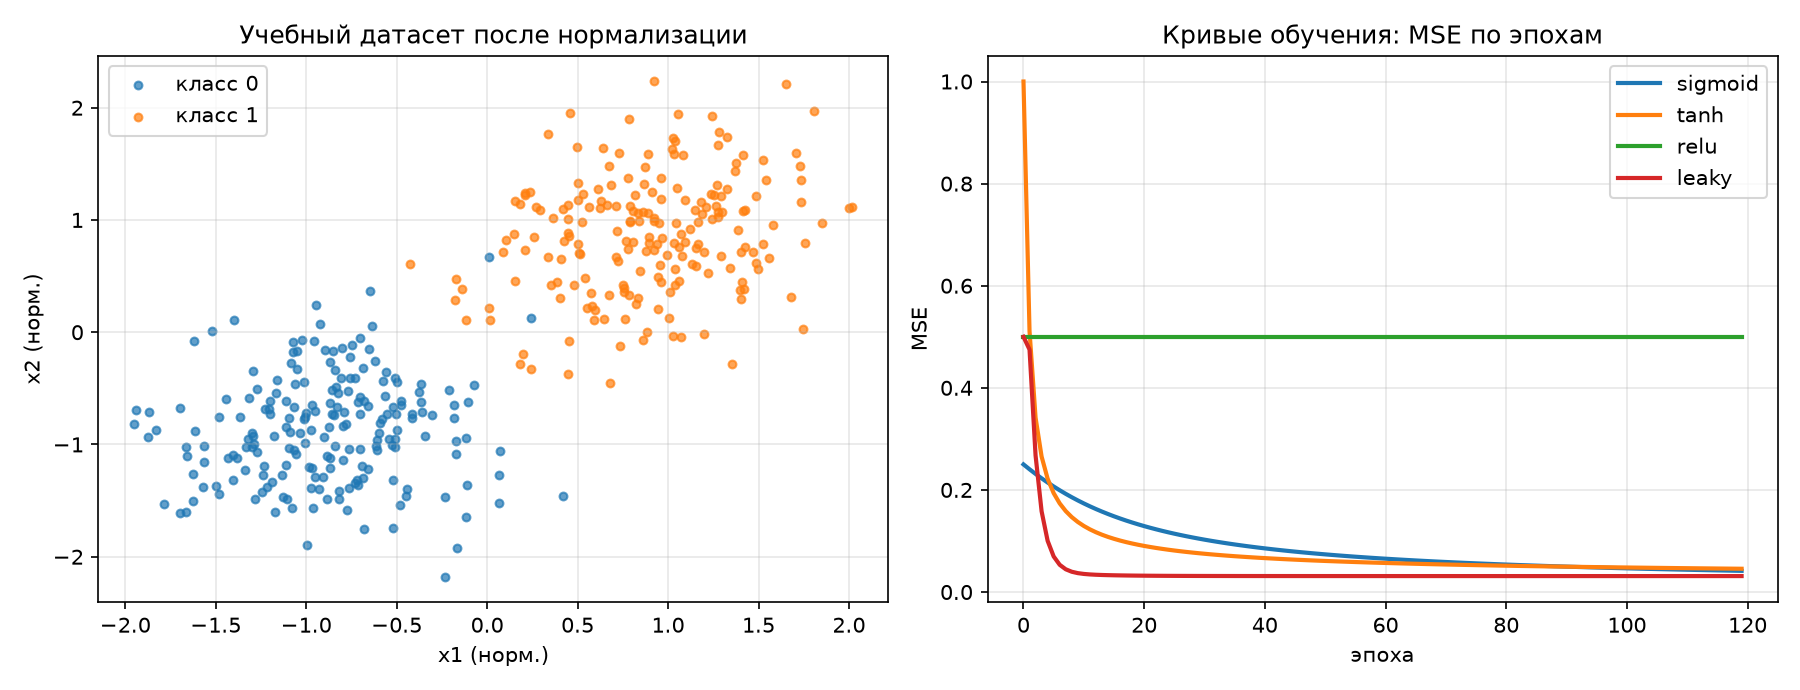 Учебный датасет после нормализации
класс 0
класс 1
2
1
0
−1
−2
x2 (норм.)
−2.0 −1.5 −1.0 −0.5 0.0 0.5 1.0 1.5 2.0
x1 (норм.)
Кривые обучения: MSE по эпохам
sigmoid
tanh
relu
leaky
1.0
0.8
0.6
0.4
0.2
0.0
MSE
0 20 40 60 80 100 120
эпоха